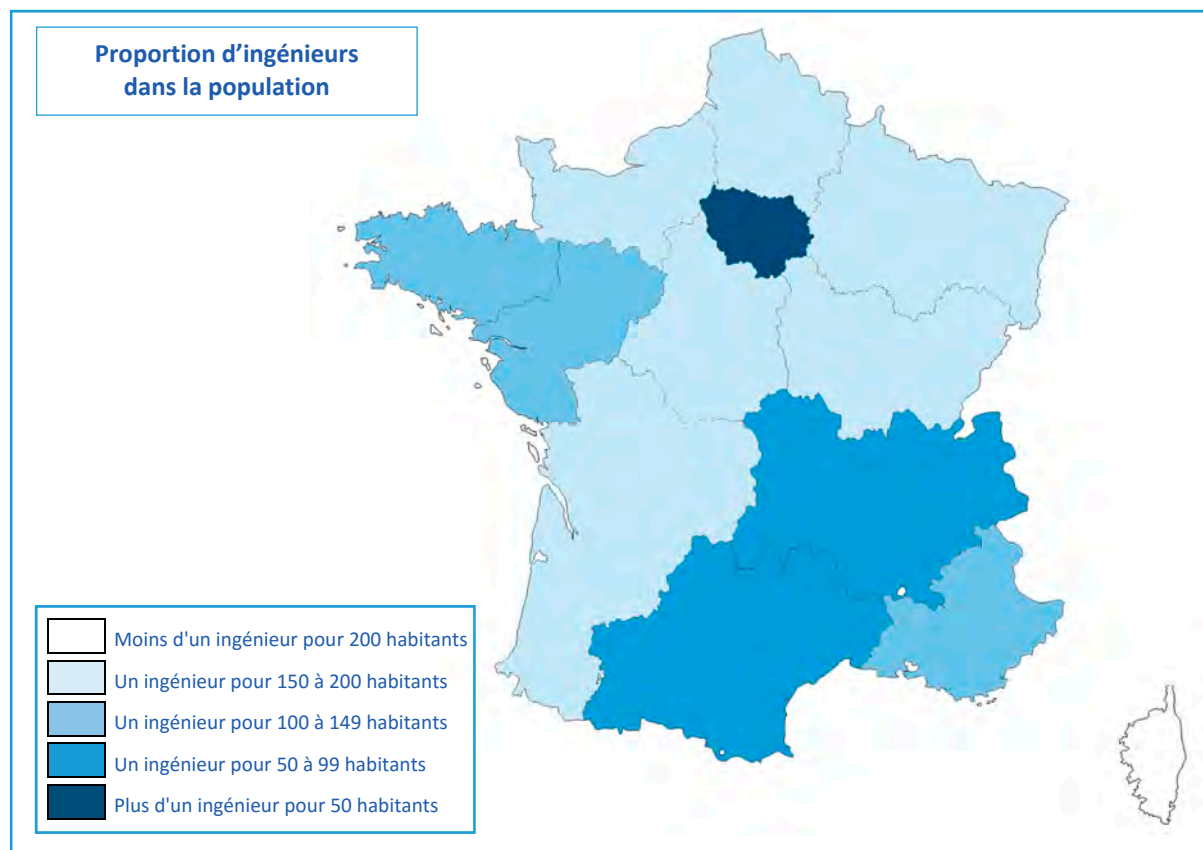 Proportion d’ingénieurs
dans la population
Moins d'un ingénieur pour 200 habitants
Un ingénieur pour 150 à 200 habitants
Un ingénieur pour 100 à 149 habitants
Un ingénieur pour 50 à 99 habitants
Plus d'un ingénieur pour 50 habitants